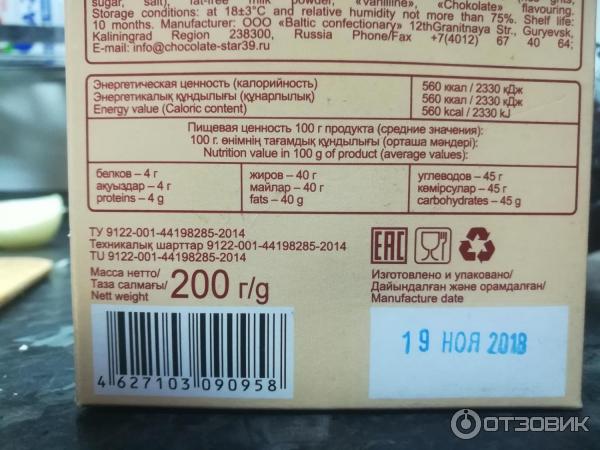 sugar, salt), fat-free milk powder, «Vanilline», «Chokolate» flavouring.
Storage conditions: at 18±3°C and relative humidity not more than 75%. Shelf life:
10 months. Manufacturer: OOO «Baltic confectionary» 12thGranitnaya Str., Guryevsk,
Kaliningrad Region 238300, Russia Phone/Fax +7(4012) 67 40 64;
E-mail: info@chocolate-star39.ru
Энергетическая ценность (калорийность)
Энергетикалық құндылығы (құнарлылық)
Energy value (Caloric content)
560 ккал / 2330 кДж
560 ккал / 2330 кДж
560 kcal / 2330 kJ
Пищевая ценность 100 г продукта (средние значения):
100 г. өнімнің тағамдық құндылығы (орташа мәндері):
Nutrition value in 100 g of product (average values):
белков – 4 г
ақуыздар – 4 г
proteins – 4 g
жиров – 40 г
майлар – 40 г
fats – 40 g
углеводов – 45 г
көмірсулар – 45 г
carbohydrates – 45 g
ТУ 9122-001-44198285-2014
Техникалық шарттар 9122-001-44198285-2014
TU 9122-001-44198285-2014
Масса нетто/
Таза салмағы/
Nett weight
200 г/g
EAC
Изготовлено и упаковано/
Дайындалған және орамдалған/
Manufacture date
19 НОЯ 2018
4 627103 090958
ОТЗОВИК